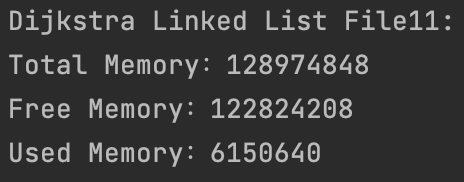 Dijkstra Linked List File11:
Total Memory: 128974848
Free Memory: 122824208
Used Memory: 6150640